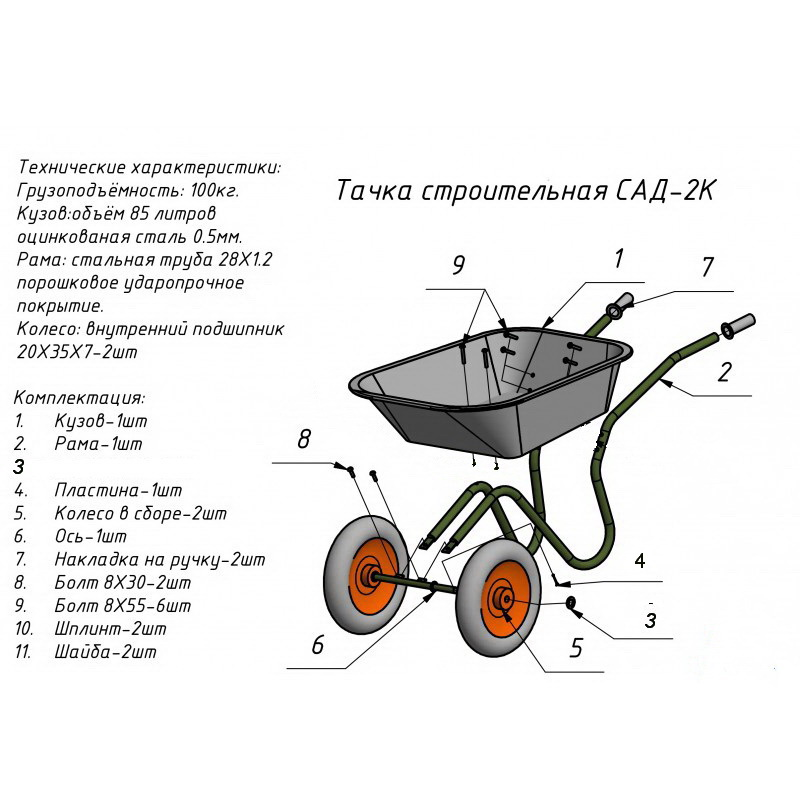 Технические характеристики:
Грузоподъёмность: 100кг.
Кузов:объём 85 литров
оцинкованая сталь 0.5мм.
Рама: стальная труба 28Х1.2
порошковое ударопрочное
покрытие.
Колесо: внутренний подшипник
20Х35Х7-2шт
Комплектация:
1. Кузов-1шт
2. Рама-1шт
3
4. Пластина-1шт
5. Колесо в сборе-2шт
6. Ось-1шт
7. Накладка на ручку-2шт
8. Болт 8Х30-2шт
9. Болт 8Х55-6шт
10. Шплинт-2шт
11. Шайба-2шт
Тачка строительная САД-2К
9
1
7
2
8
4
3
6
5